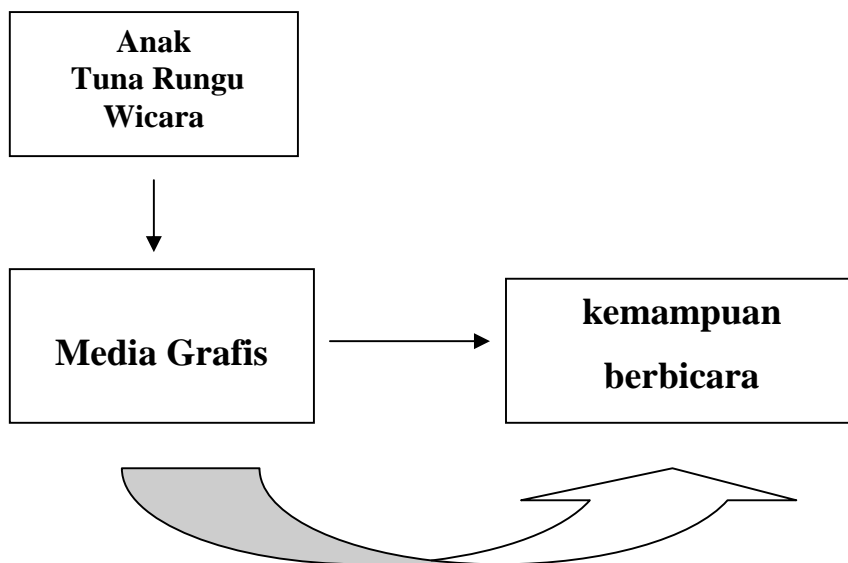 Anak
Tuna Rungu
Wicara
Media Grafis
kemampuan
berbicara